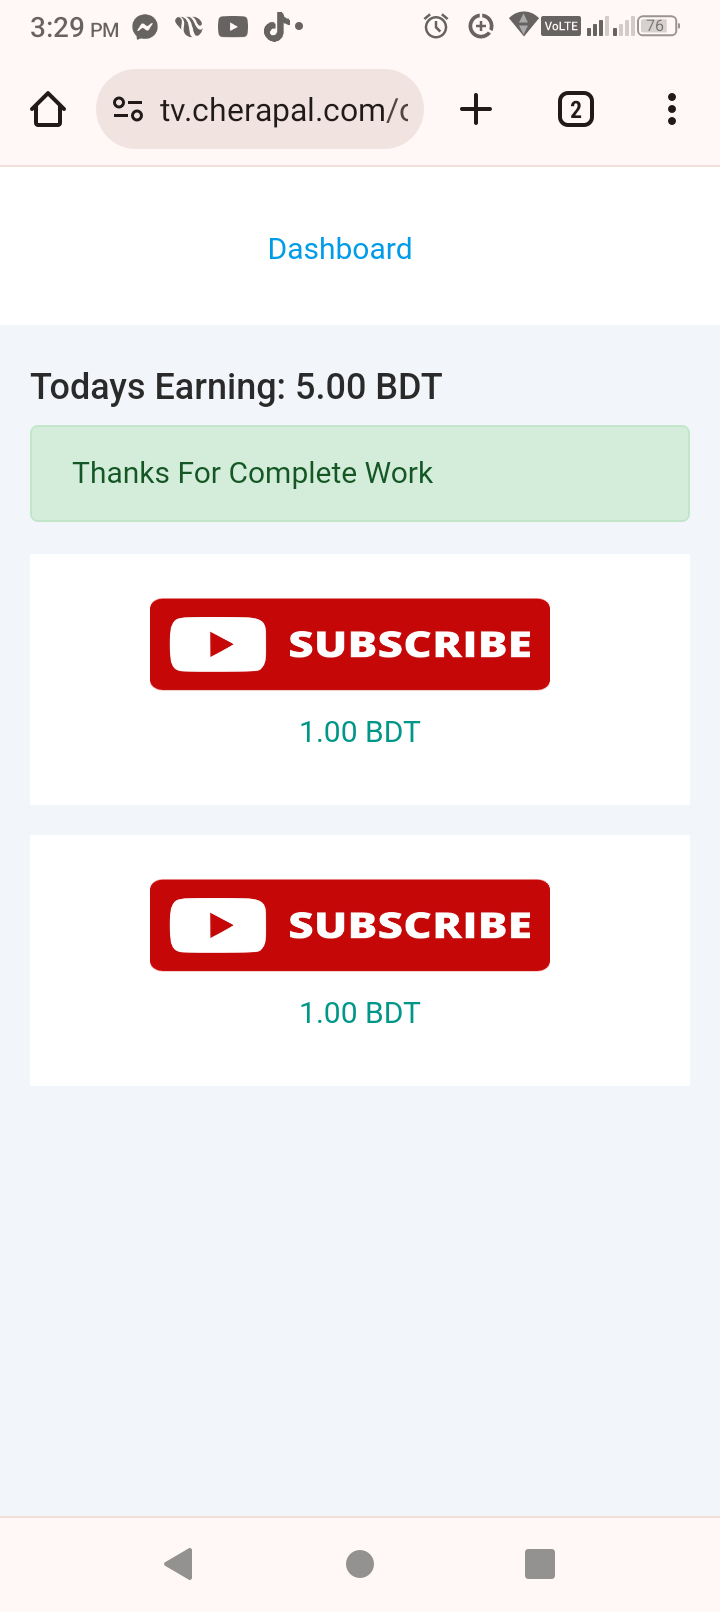 3:29 PM
VoLTE
76
tv.cherapal.com/
2
Dashboard
Todays Earning: 5.00 BDT
Thanks For Complete Work
SUBSCRIBE
1.00 BDT
SUBSCRIBE
1.00 BDT